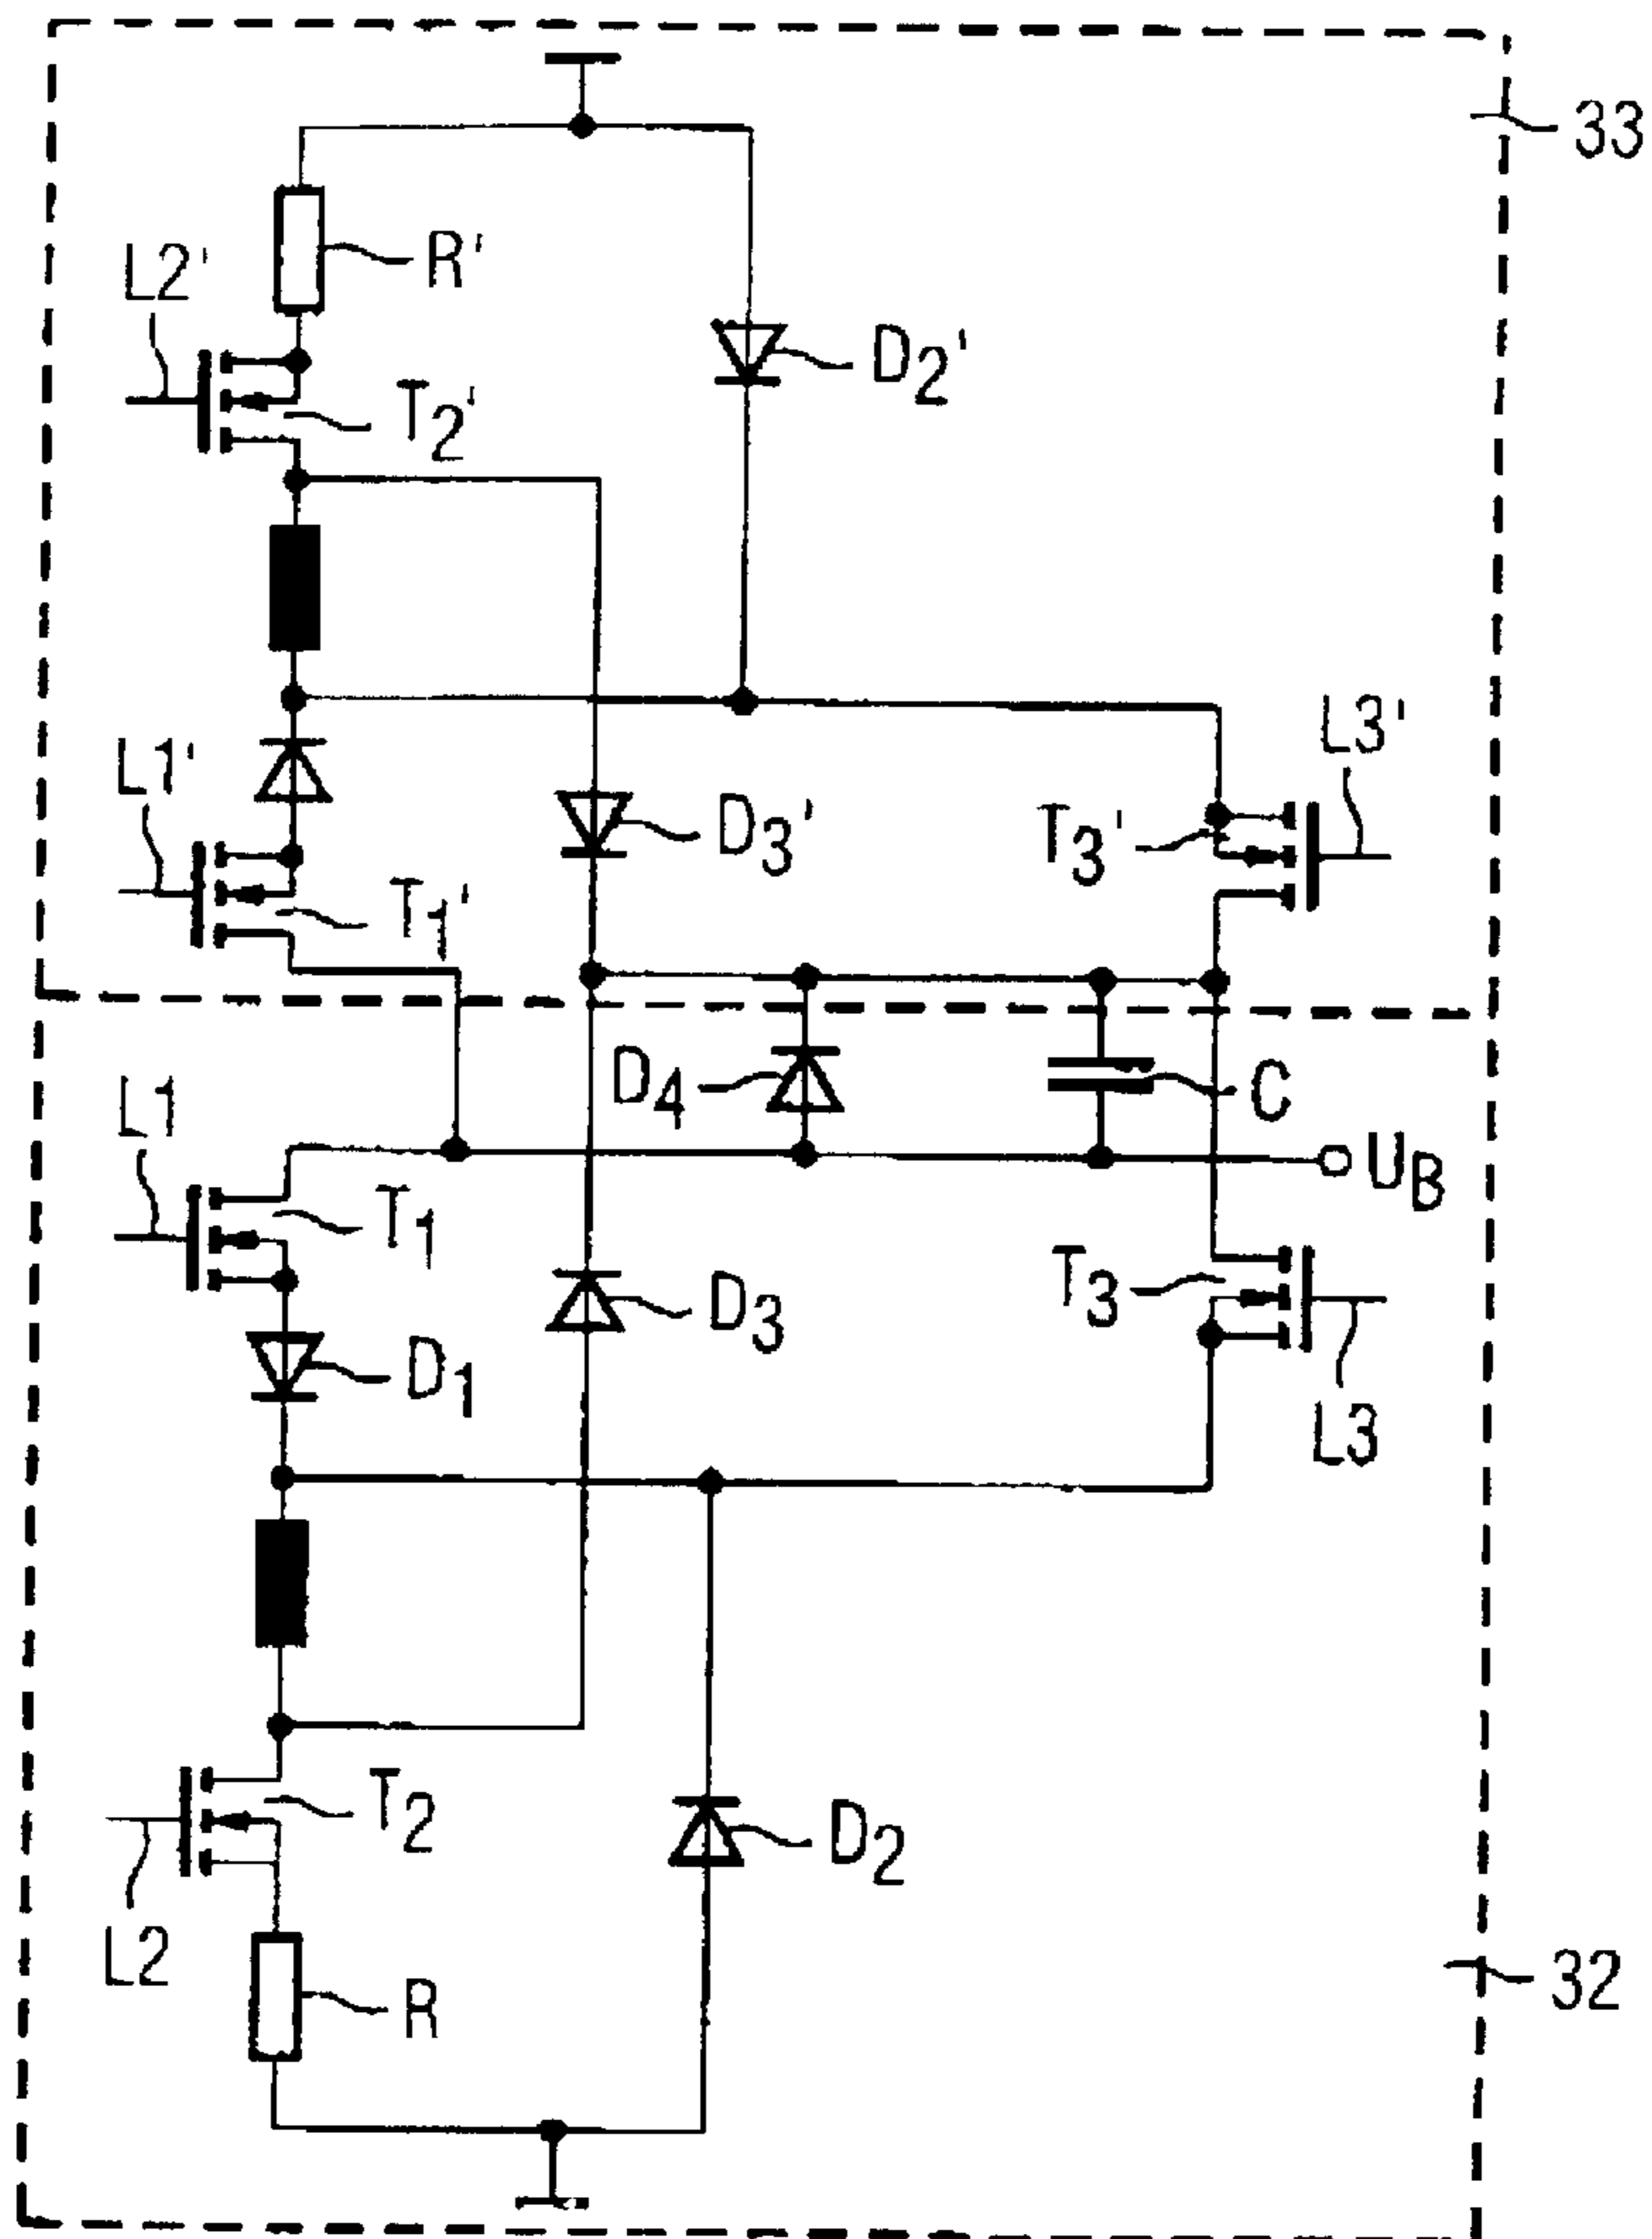 33
L2'
R'
D2'
T2'
L3'
L1'
D3'
T3'
T1'
L1
D4
C
UB
T1
T3
D3
D1
L3
T2
D2
L2
R
32